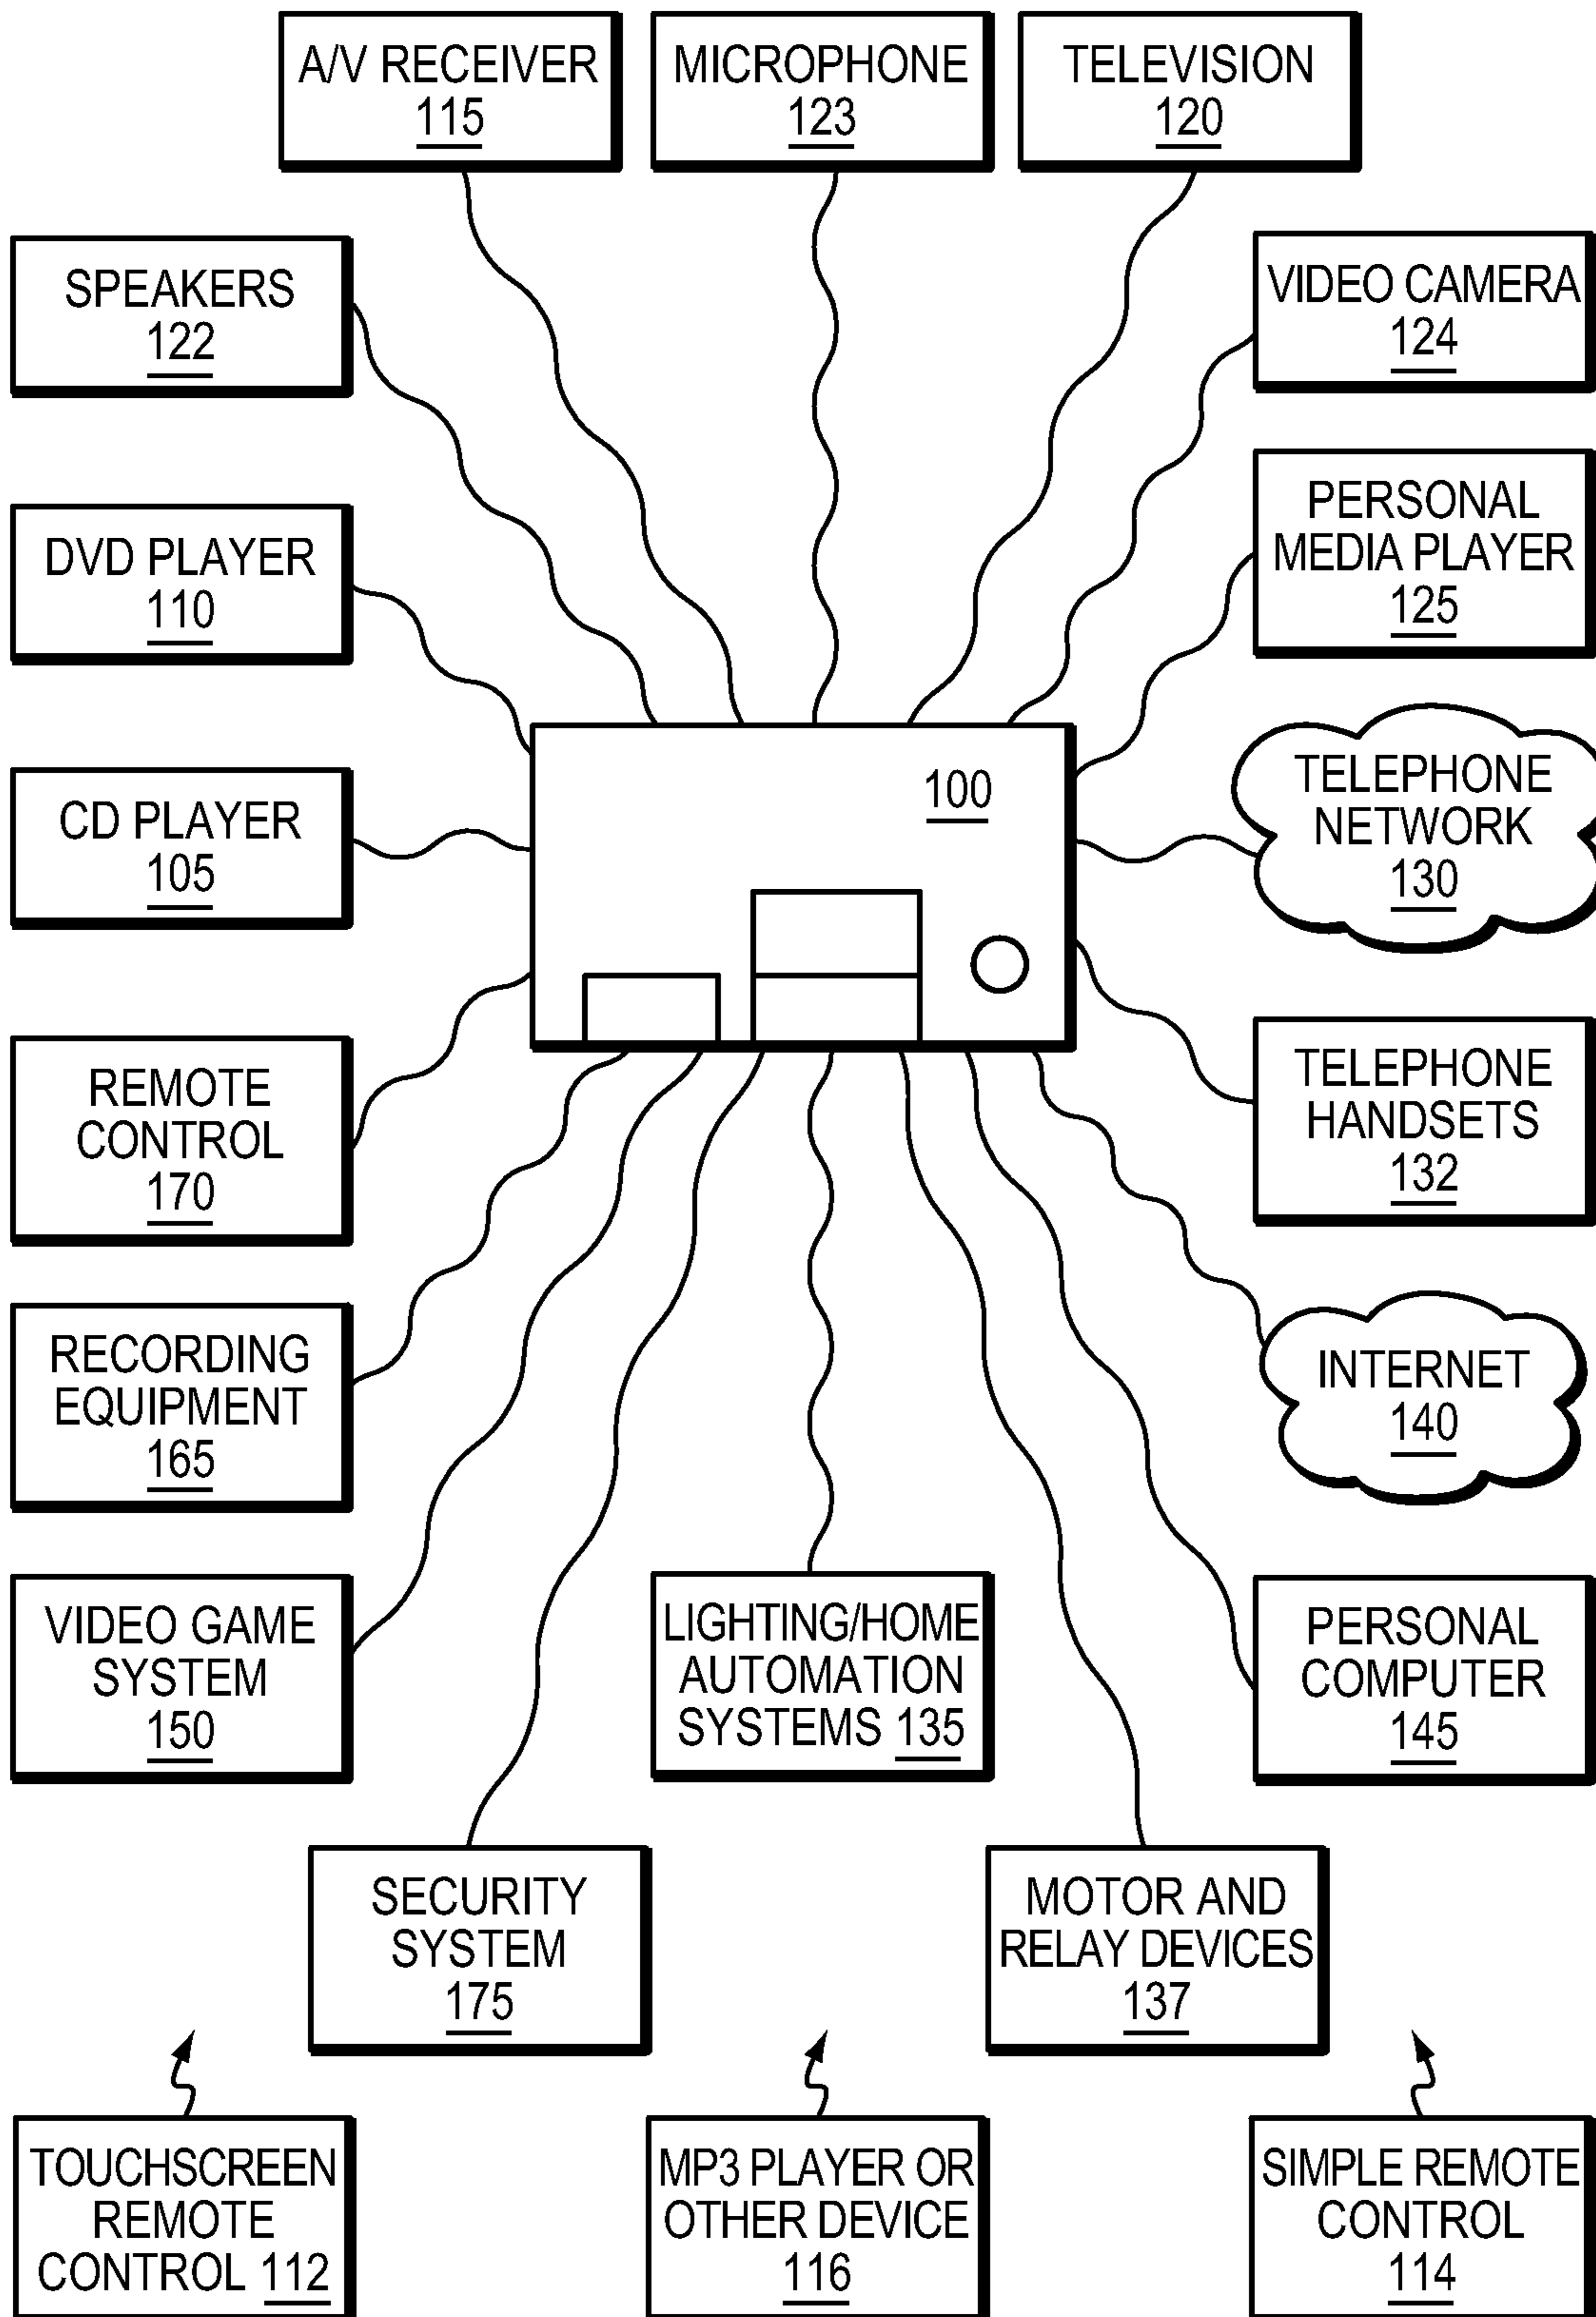 A/V RECEIVER
115
MICROPHONE
123
TELEVISION
120
SPEAKERS
122
VIDEO CAMERA
124
DVD PLAYER
110
PERSONAL
MEDIA PLAYER
125
100
CD PLAYER
105
TELEPHONE
NETWORK
130
REMOTE
CONTROL
170
TELEPHONE
HANDSETS
132
RECORDING
EQUIPMENT
165
INTERNET
140
VIDEO GAME
SYSTEM
150
LIGHTING/HOME
AUTOMATION
SYSTEMS 135
PERSONAL
COMPUTER
145
SECURITY
SYSTEM
175
MOTOR AND
RELAY DEVICES
137
TOUCHSCREEN
REMOTE
CONTROL 112
MP3 PLAYER OR
OTHER DEVICE
116
SIMPLE REMOTE
CONTROL
114